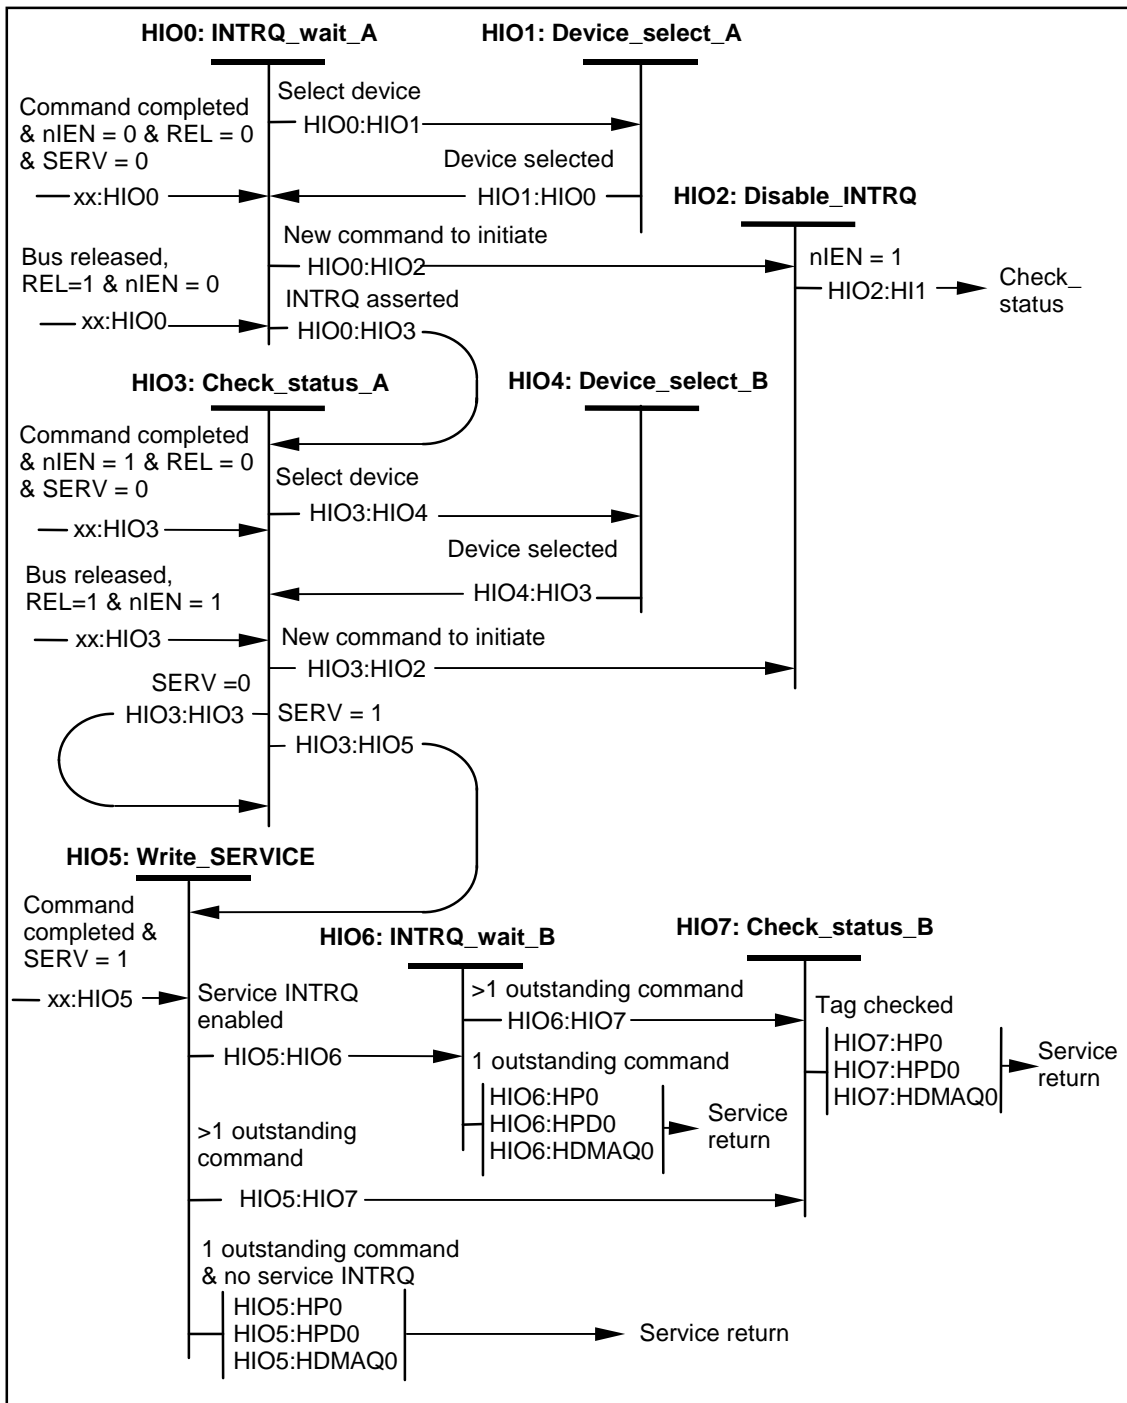 HIO0: INTRQ_wait_A
HIO1: Device_select_A
Select device
Command completed
& nIEN = 0 & REL = 0
& SERV = 0
HIO0:HIO1
Device selected
xx:HIO0
HIO1:HIO0
HIO2: Disable_INTRQ
New command to initiate
Bus released,
REL=1 & nIEN = 0
HIO0:HIO2
nIEN = 1
HIO2:HI1
Check_
status
INTRQ asserted
xx:HIO0
HIO0:HIO3
HIO3: Check_status_A
HIO4: Device_select_B
Command completed
& nIEN = 1 & REL = 0
& SERV = 0
Select device
HIO3:HIO4
xx:HIO3
Device selected
Bus released,
REL=1 & nIEN = 1
HIO4:HIO3
xx:HIO3
New command to initiate
HIO3:HIO2
SERV =0
HIO3:HIO3
SERV = 1
HIO3:HIO5
HIO5: Write_SERVICE
Command
completed &
SERV = 1
HIO6: INTRQ_wait_B
HIO7: Check_status_B
xx:HIO5
Service INTRQ
enabled
>1 outstanding command
HIO6:HIO7
Tag checked
HIO5:HIO6
1 outstanding command
HIO7:HP0
HIO7:HPD0
HIO7:HDMAQ0
Service
return
HIO6:HP0
HIO6:HPD0
HIO6:HDMAQ0
Service
return
>1 outstanding
command
HIO5:HIO7
1 outstanding command
& no service INTRQ
HIO5:HP0
HIO5:HPD0
HIO5:HDMAQ0
Service return